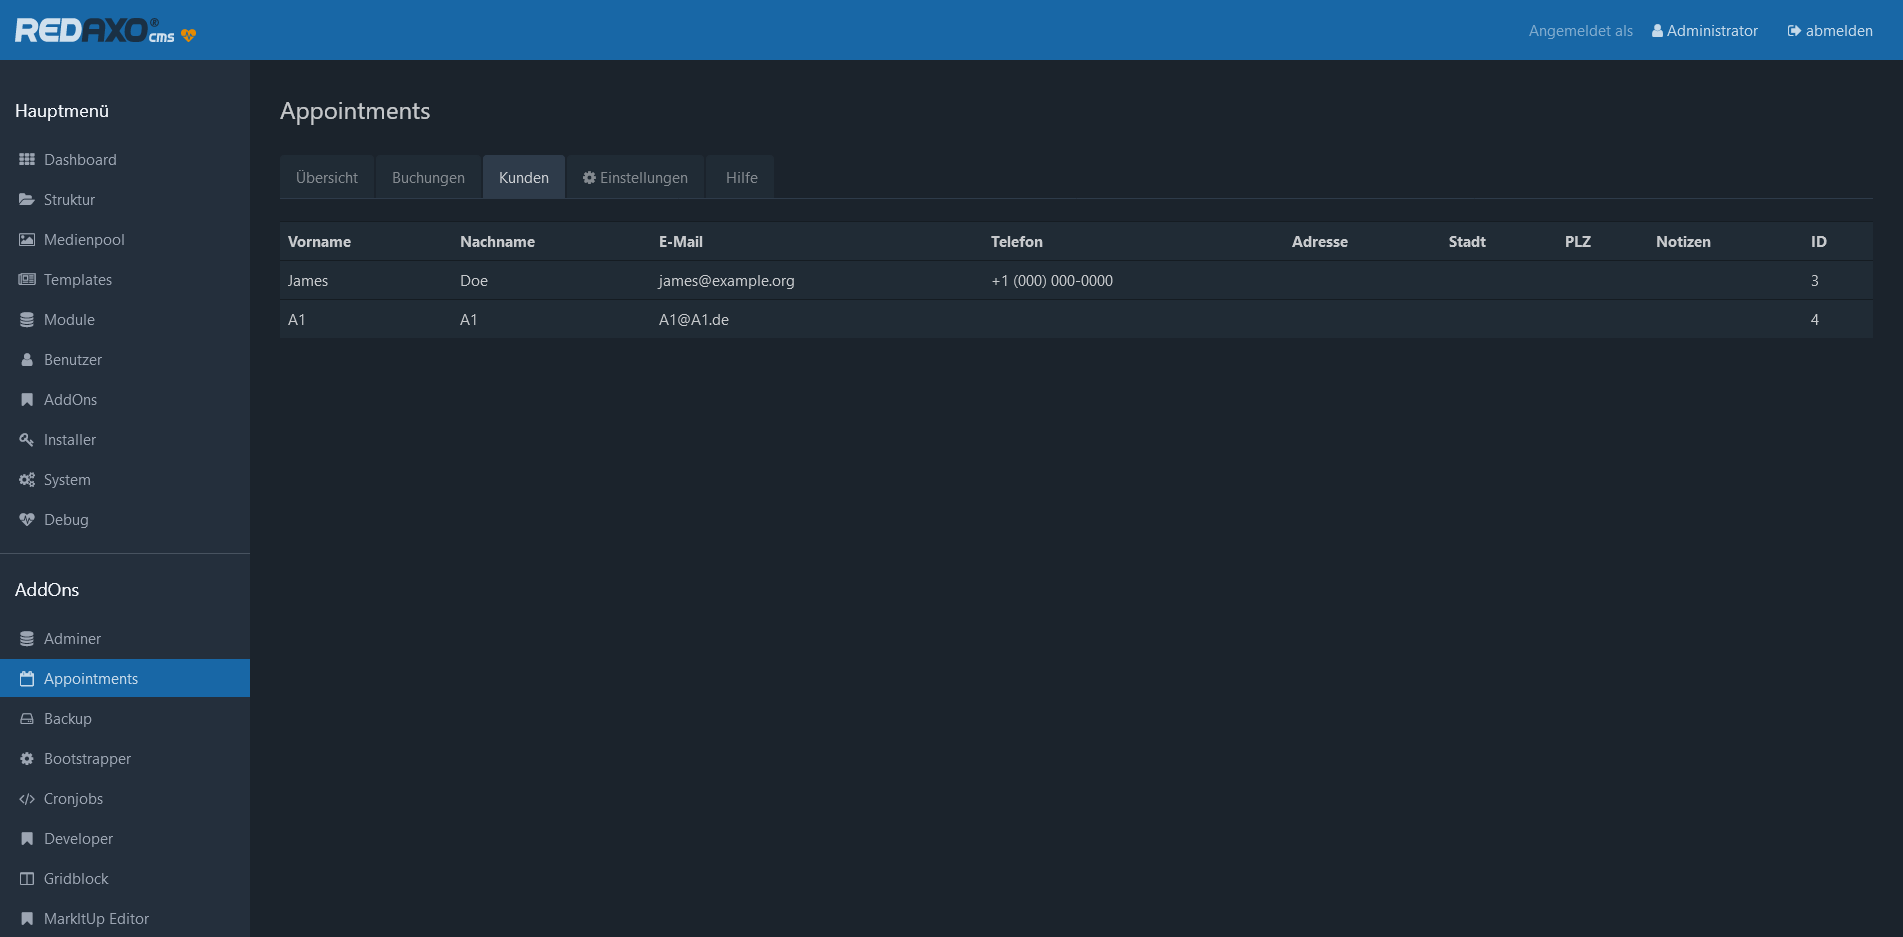 REDAXO® cms
Angemeldet als Administrator abmelden
Hauptmenü
Dashboard
Struktur
Medienpool
Templates
Module
Benutzer
AddOns
Installer
System
Debug
AddOns
Adminer
Appointments
Backup
Bootstrapper
Cronjobs
Developer
Gridblock
MarkItUp Editor
Appointments
Übersicht Buchungen Kunden Einstellungen Hilfe
Vorname Nachname E-Mail Telefon Adresse Stadt PLZ Notizen ID
James Doe james@example.org +1 (000) 000-0000 3
A1 A1 A1@A1.de 4